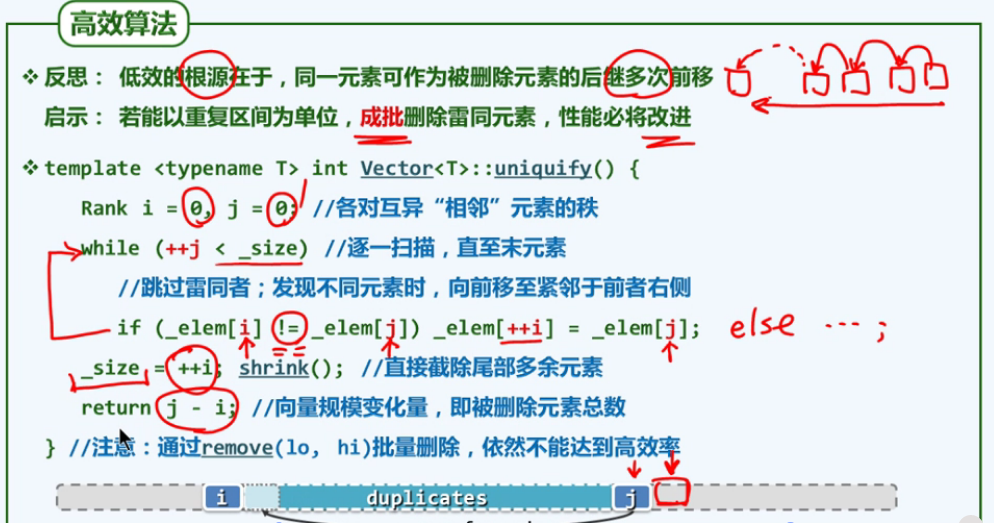 高效算法
❖ 反思： 低效的根源在于，同一元素可作为被删除元素的后继多次前移
启示： 若能以重复区间为单位，成批删除雷同元素，性能必将改进
❖ template <typename T> int Vector<T>::uniquify() {
Rank i = 0, j = 0; //各对互异“相邻”元素的秩
while (++j < _size) //逐一扫描，直至末元素
//跳过雷同者；发现不同元素时，向前移至紧邻于前者右侧
if (_elem[i] != _elem[j]) _elem[++i] = _elem[j]; else ... ;
_size = ++i; shrink(); //直接截除尾部多余元素
return j - i; //向量规模变化量，即被删除元素总数
} //注意：通过remove(lo, hi)批量删除，依然不能达到高效率
i duplicates j